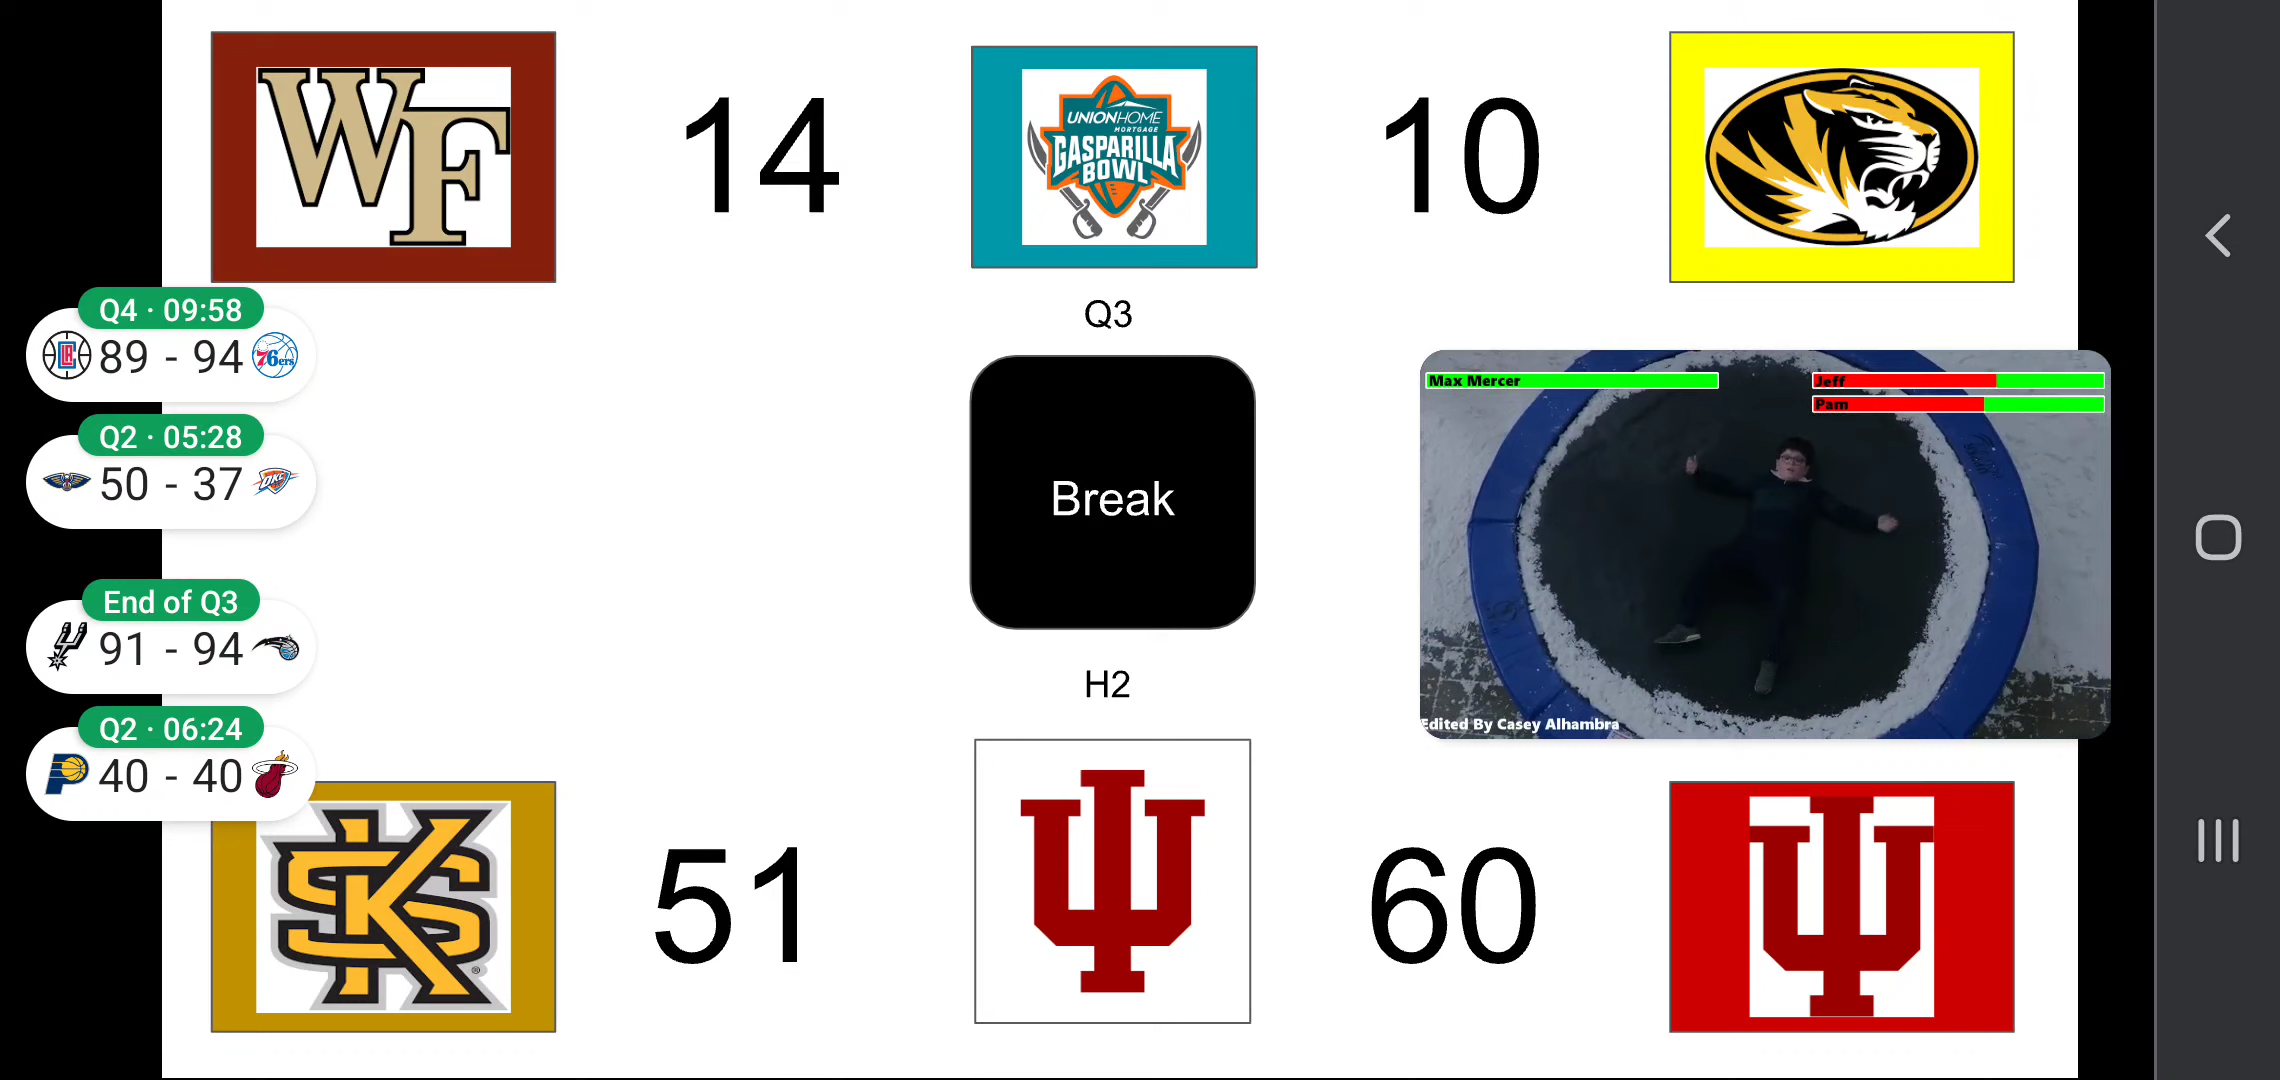 WF
14
UNIONHOME
MORTGAGE
GASPARILLA
BOWL
10
Q3
Q4 · 09:58
89 - 94
76ers
Q2 · 05:28
50 - 37
OKC
End of Q3
91 - 94
Q2 · 06:24
40 - 40
Break
H2
Max Mercer
Jeff
Pam
Edited By Casey Alhambra
KS
®
51
60